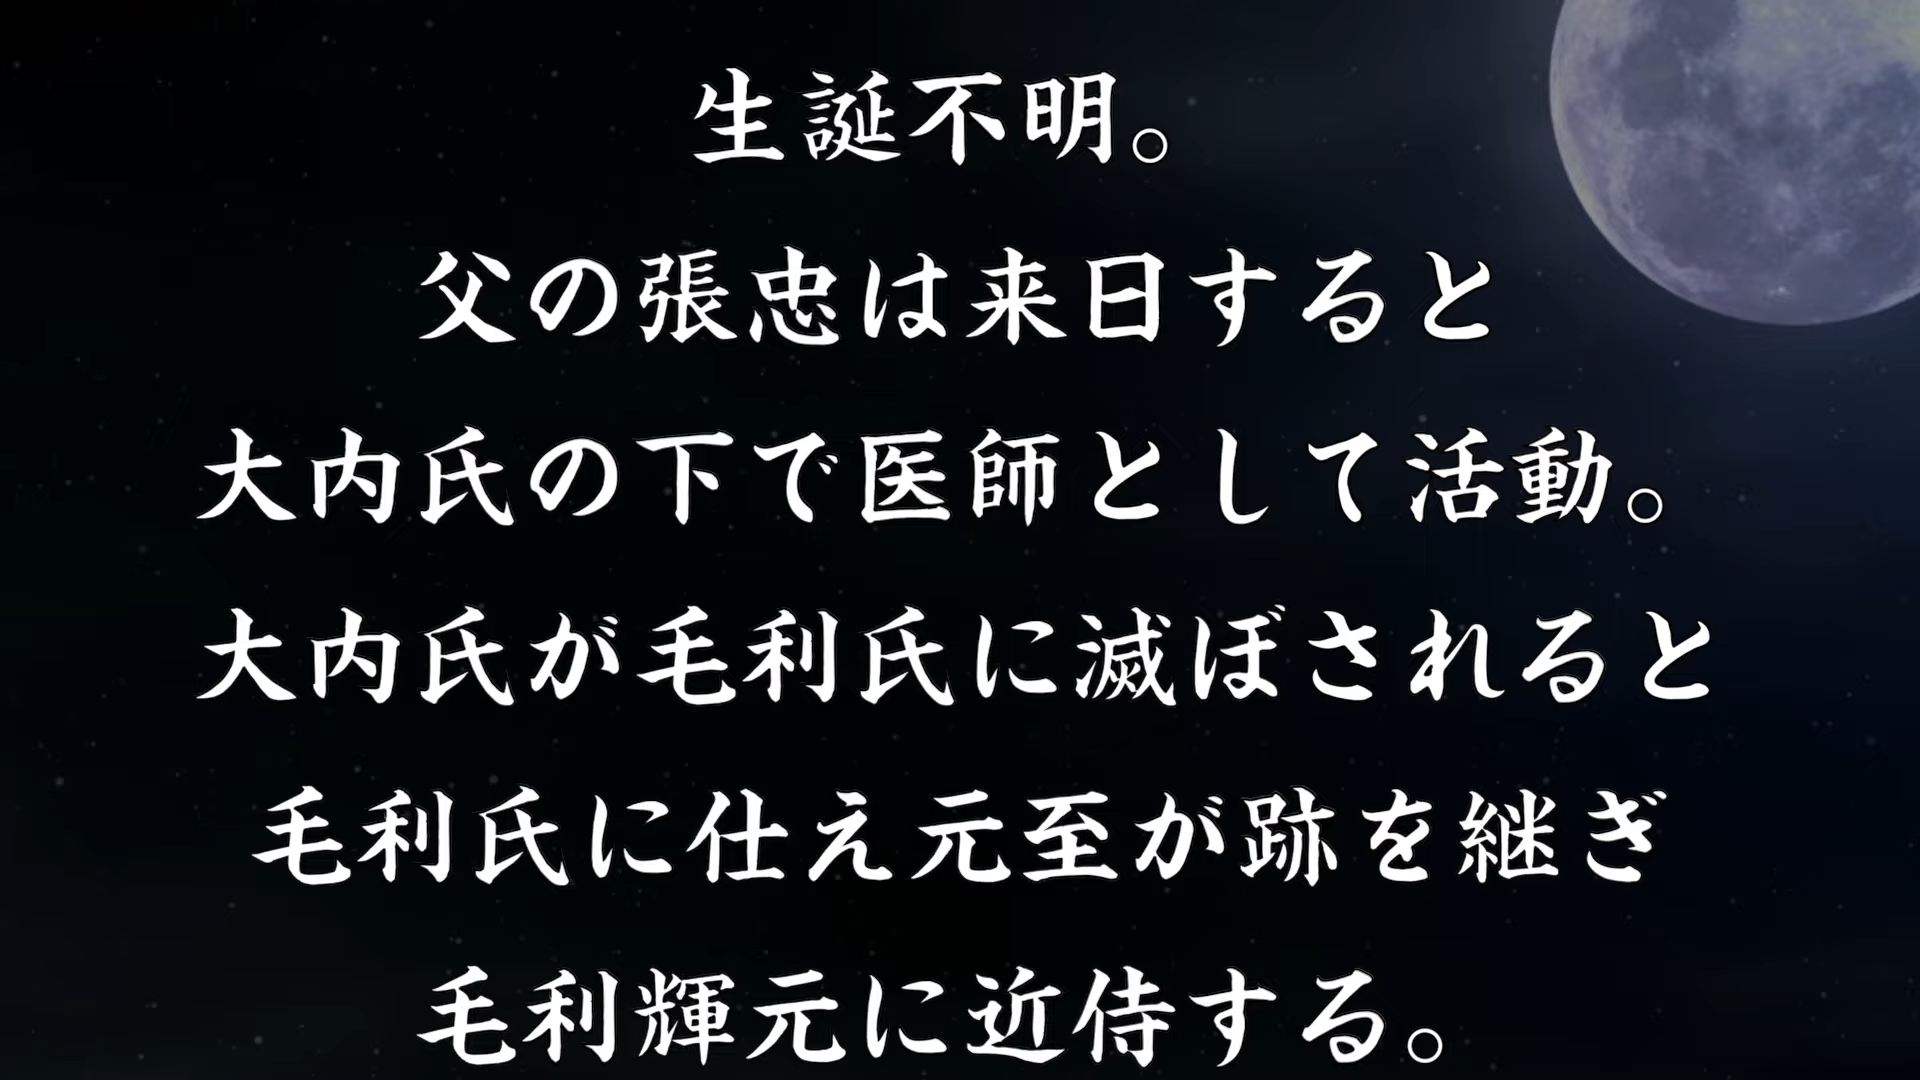 生誕不明。
父の張忠は来日すると
大内氏の下で医師として活動。
大内氏が毛利氏に滅ぼされると
毛利氏に仕え元至が跡を継ぎ
毛利輝元に近侍する。